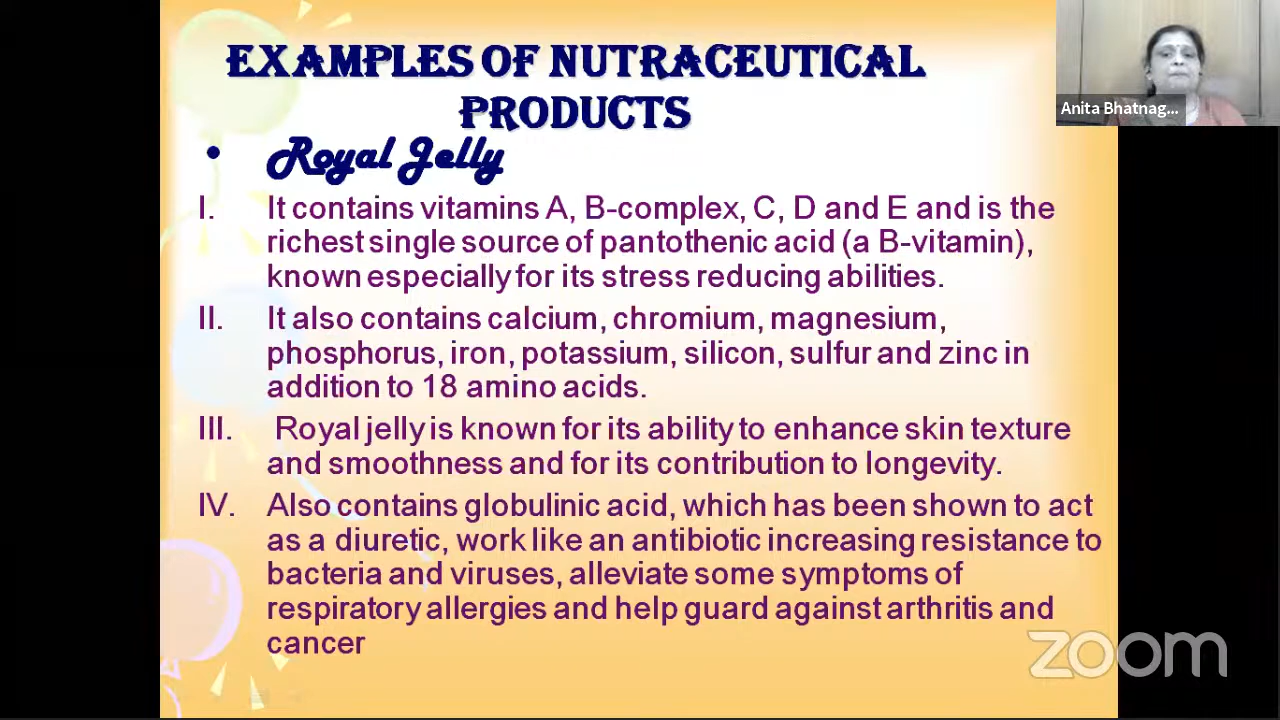 EXAMPLES OF NUTRACEUTICAL
PRODUCTS
Anita Bhatnag...
• Royal Jelly
I. It contains vitamins A, B-complex, C, D and E and is the
richest single source of pantothenic acid (a B-vitamin),
known especially for its stress reducing abilities.
II. It also contains calcium, chromium, magnesium,
phosphorus, iron, potassium, silicon, sulfur and zinc in
addition to 18 amino acids.
III. Royal jelly is known for its ability to enhance skin texture
and smoothness and for its contribution to longevity.
IV. Also contains globulinic acid, which has been shown to act
as a diuretic, work like an antibiotic increasing resistance to
bacteria and viruses, alleviate some symptoms of
respiratory allergies and help guard against arthritis and
cancer
zoom